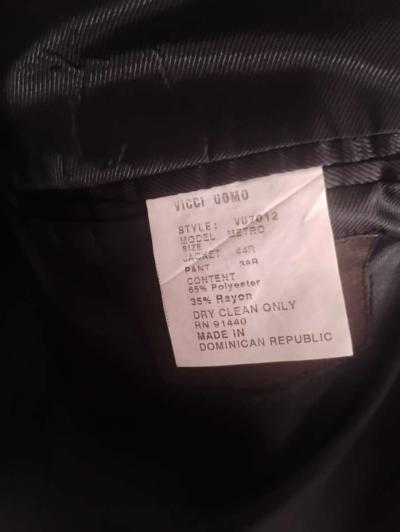 VICCI UOMO
STYLE: VU7012
MODEL METRO
SIZE
JACKET 44R
PANT 38R
CONTENT
65% Polyester
35% Rayon
DRY CLEAN ONLY
RN 91440
MADE IN
DOMINICAN REPUBLIC